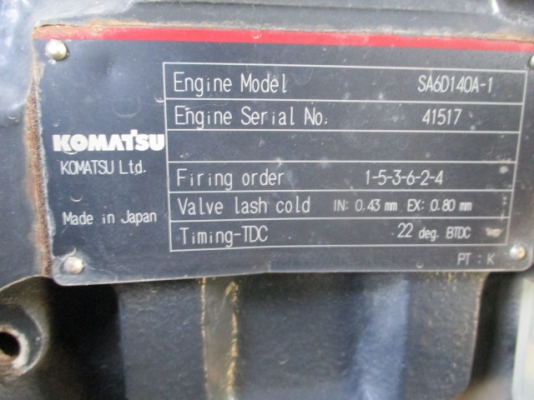 Engine Model SA6D140A-1
Engine Serial No. 41517
KOMATSU
KOMATSU Ltd.
Firing order 1-5-3-6-2-4
Valve lash cold IN: 0.43 mm EX: 0.80 mm
Made in Japan
Timing-TDC 22 deg. BTDC
PT : K